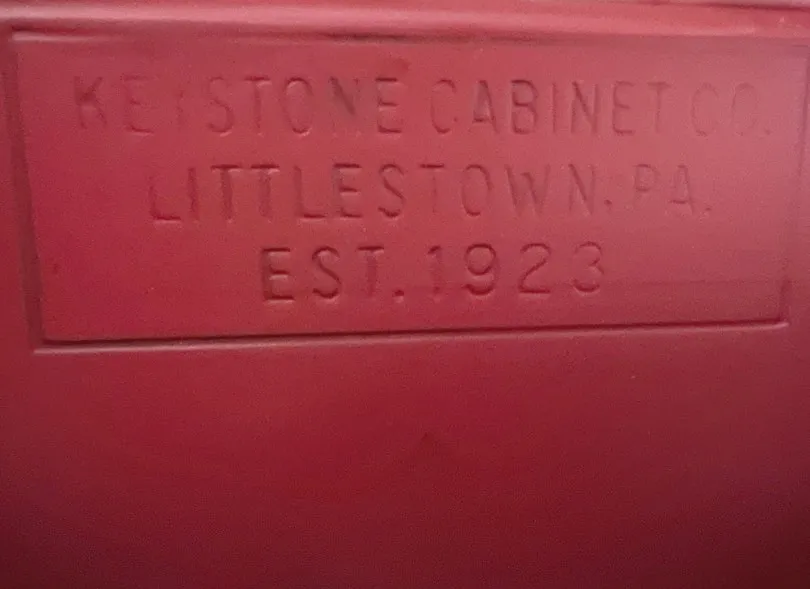 KEYSTONE CABINET CO.
LITTLESTOWN, PA.
EST. 1923